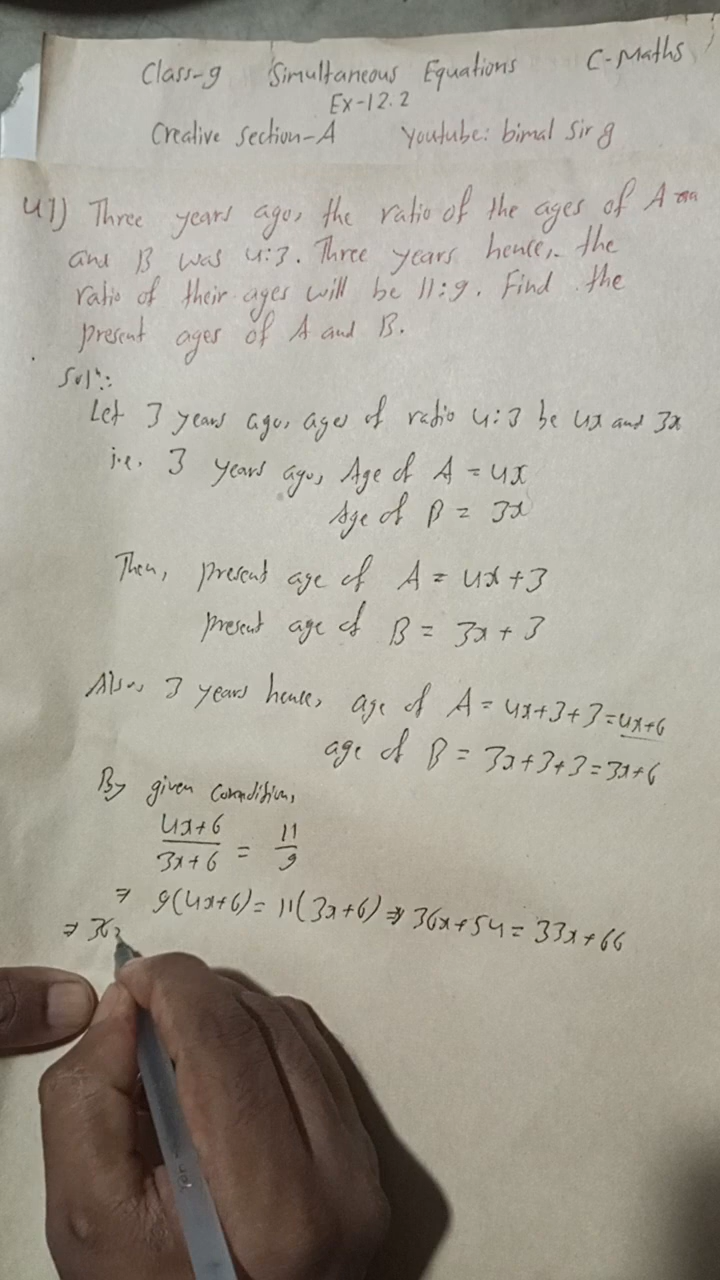 Class-9 Simultaneous Equations C-Maths
Ex-12.2
Creative Section-A Youtube: bimal Sir 9
41) Three years ago, the ratio of the ages of A
and B was 4:3. Three years hence, the
ratio of their ages will be 11:9. Find the
present ages of A and B.
Solⁿ:
Let 3 years ago, ages of ratio 4:3 be 4x and 3x
i.e. 3 years ago, Age of A = 4x
Age of B = 3x
Then, present age of A = 4x+3
present age of B = 3x+3
Also, 3 years hence, age of A = 4x+3+3=4x+6
age of B = 3x+3+3=3x+6
By given condition,
4x+6/3x+6 = 11/9
⇒ 9(4x+6) = 11(3x+6) ⇒ 36x+54 = 33x+66
⇒ 36